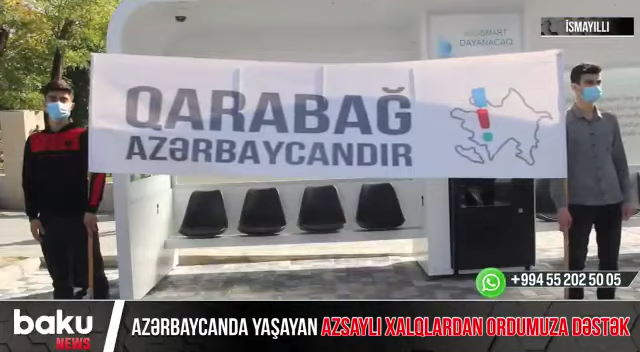 İSMAYILLI
SMART
DAYANACAQ
QARABAĞ
AZƏRBAYCANDIR
+994 55 202 50 05
baku
NEWS
AZƏRBAYCANDA YAŞAYAN AZSAYLI XALQLARDAN ORDUMUZA DƏSTƏK